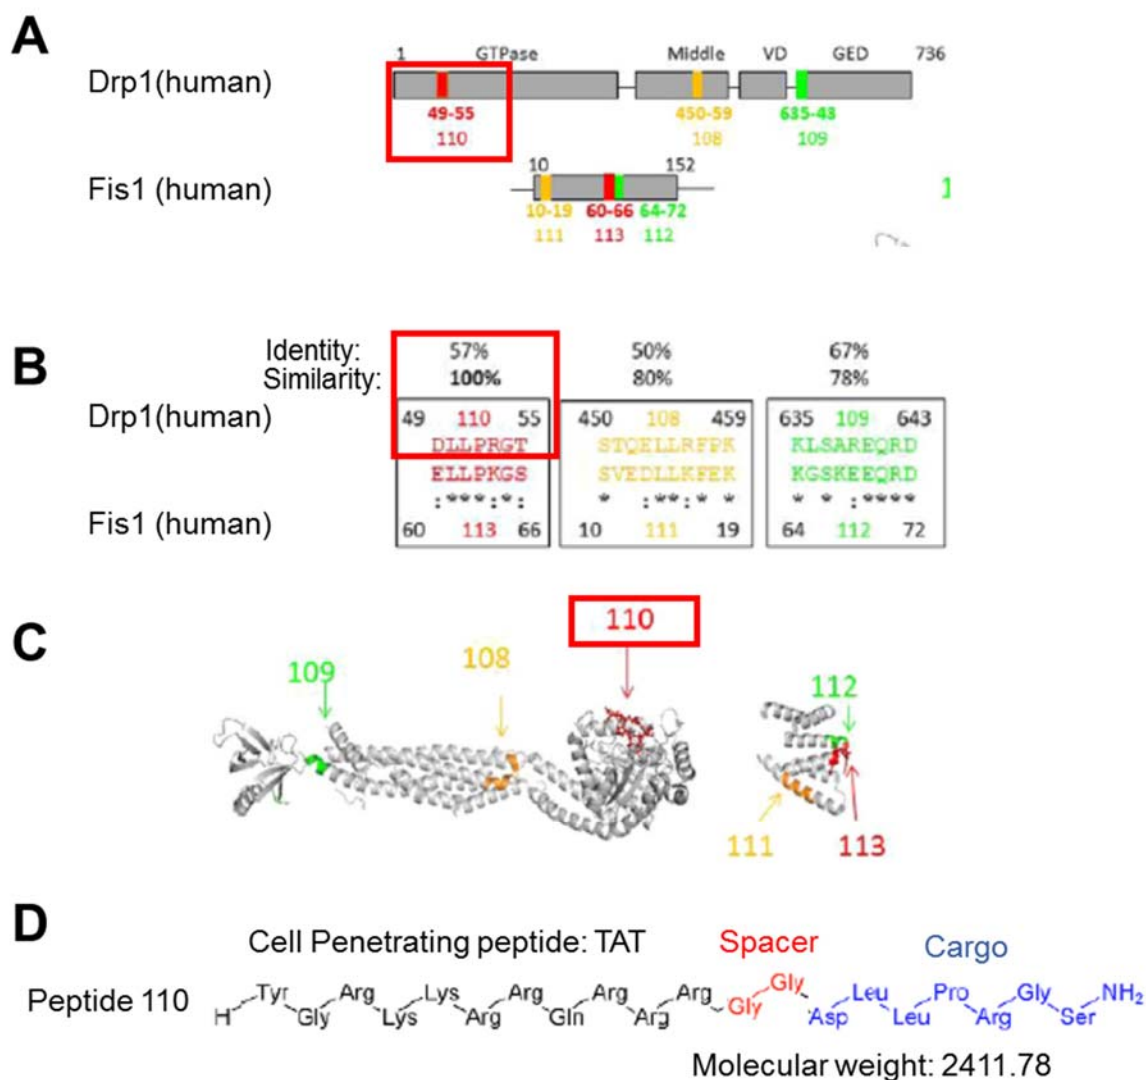 A
1 GTPase Middle VD GED 736
Drp1(human)
49-55 450-59 635-43
110 108 109
10 152
Fis1 (human)
10-19 60-66 64-72
111 113 112
B
Identity: 57% 50% 67%
Similarity: 100% 80% 78%
Drp1(human)
49 110 55 450 108 459 635 109 643
DLLPRGT STQELLRFPK KLSAREQRD
ELLPKGS SVEDLLKFEK KGSKEEQRD
:***:*: * :**:* * * * :****
Fis1 (human)
60 113 66 10 111 19 64 112 72
C
110
109 108 112
111 113
D
Cell Penetrating peptide: TAT Spacer Cargo
Peptide 110
H Tyr Gly Arg Lys Lys Arg Arg Gln Arg Arg Arg Gly Gly Asp Leu Leu Pro Arg Gly Ser NH2
Molecular weight: 2411.78